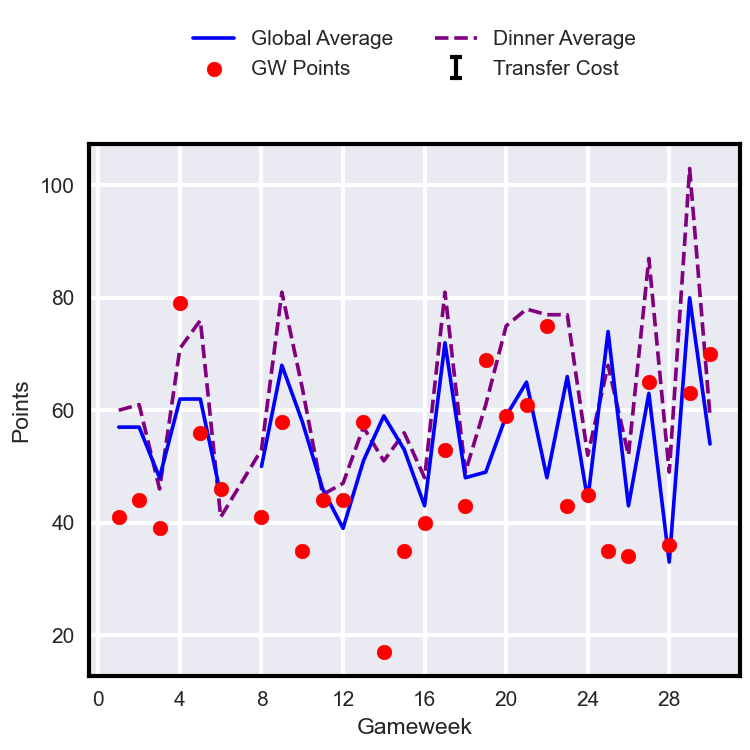 Global Average
Dinner Average
GW Points
Transfer Cost
100
80
60
40
20
Points
0 4 8 12 16 20 24 28
Gameweek